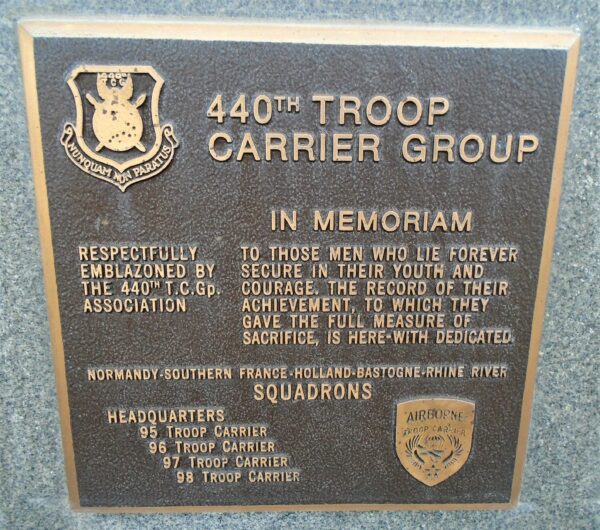 440TH TROOP
CARRIER GROUP
NUNQUAM NON PARATUS
IN MEMORIAM
RESPECTFULLY
EMBLAZONED BY
THE 440TH T.C.Gp.
ASSOCIATION
TO THOSE MEN WHO LIE FOREVER
SECURE IN THEIR YOUTH AND
COURAGE. THE RECORD OF THEIR
ACHIEVEMENT, TO WHICH THEY
GAVE THE FULL MEASURE OF
SACRIFICE, IS HERE-WITH DEDICATED
NORMANDY-SOUTHERN FRANCE-HOLLAND-BASTOGNE-RHINE RIVER
SQUADRONS
HEADQUARTERS
95 TROOP CARRIER
96 TROOP CARRIER
97 TROOP CARRIER
98 TROOP CARRIER
AIRBORNE
TROOP CARRIER